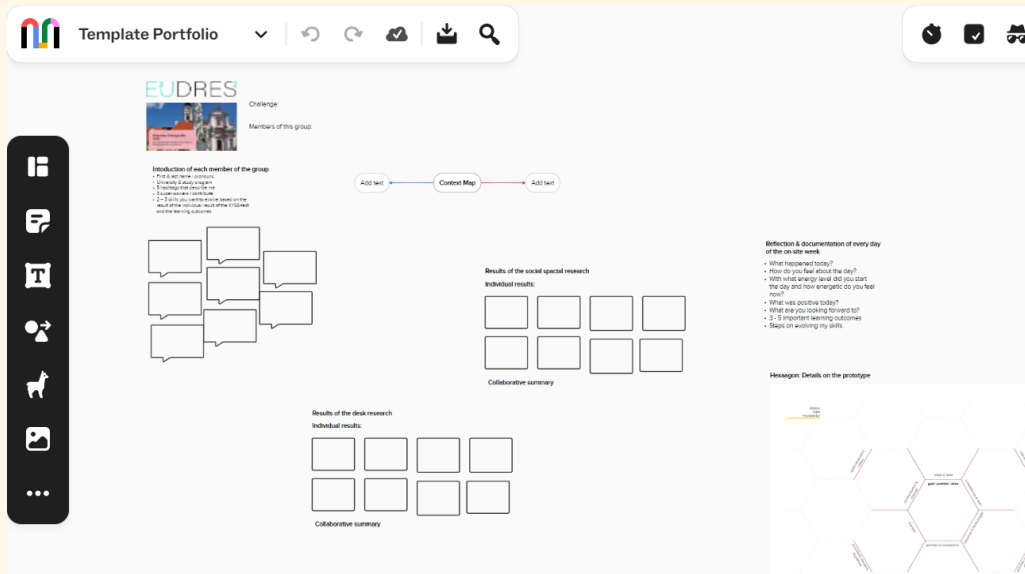 Template Portfolio
EUDRES
Challenge:
Members of this group:
Intoduction of each member of the group
• First & last name / pronouns
• University & study program
• 5 hashtags that describe me
• 3 superpowers I contribute
• 2 – 3 skills you want to evolve based on the
result of the individual result of the KYSS-test
and the learning outcomes
Add text
Context Map
Add text
Results of the social spacial research
Individual results:
Collaborative summary
Results of the desk research
Individual results:
Collaborative summary
Reflection & documentation of every day
of the on-site week
• What happened today?
• How do you feel about the day?
• With what energy level did you start
the day and how energetic do you feel
now?
• What was positive today?
• What are you looking forward to?
• 3 - 5 important learning outcomes
• Steps on evolving my skills
Hexaagon: Details on the prototype